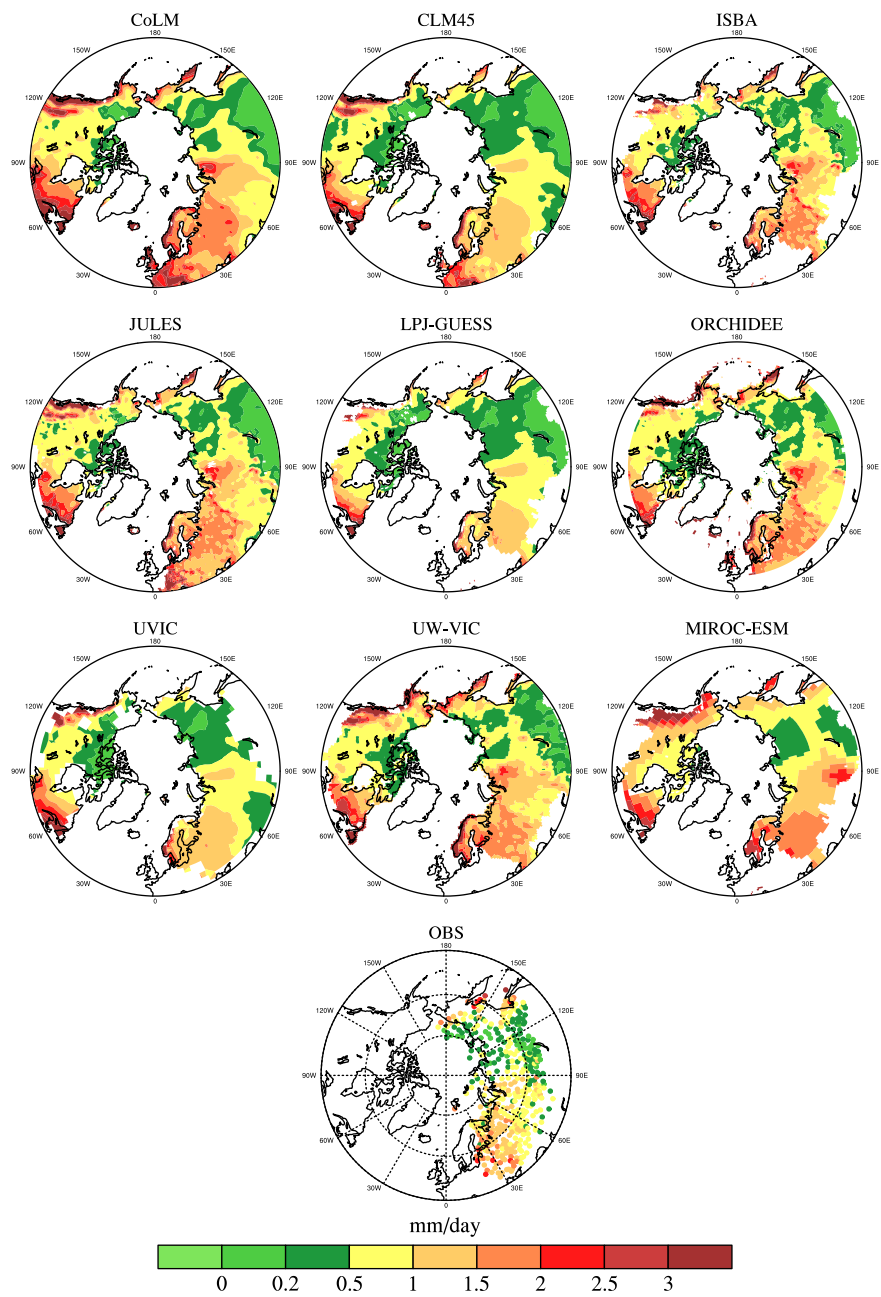 CoLM CLM45 ISBA
180 180 180
150W 150E 150W 150E 150W 150E
120W 120E 120W 120E 120W 120E
90W 90E 90W 90E 90W 90E
60W 60E 60W 60E 60W 60E
30W 30E 30W 30E 30W 30E
0 0 0
JULES LPJ-GUESS ORCHIDEE
180 180 180
150W 150E 150W 150E 150W 150E
120W 120E 120W 120E 120W 120E
90W 90E 90W 90E 90W 90E
60W 60E 60W 60E 60W 60E
30W 30E 30W 30E 30W 30E
0 0 0
UVIC UW-VIC MIROC-ESM
180 180 180
150W 150E 150W 150E 150W 150E
120W 120E 120W 120E 120W 120E
90W 90E 90W 90E 90W 90E
60W 60E 60W 60E 60W 60E
30W 30E 30W 30E 30W 30E
0 0 0
OBS
180
150W 150E
120W 120E
90W 90E
60W 60E
30W 30E
0
mm/day
0 0.2 0.5 1 1.5 2 2.5 3